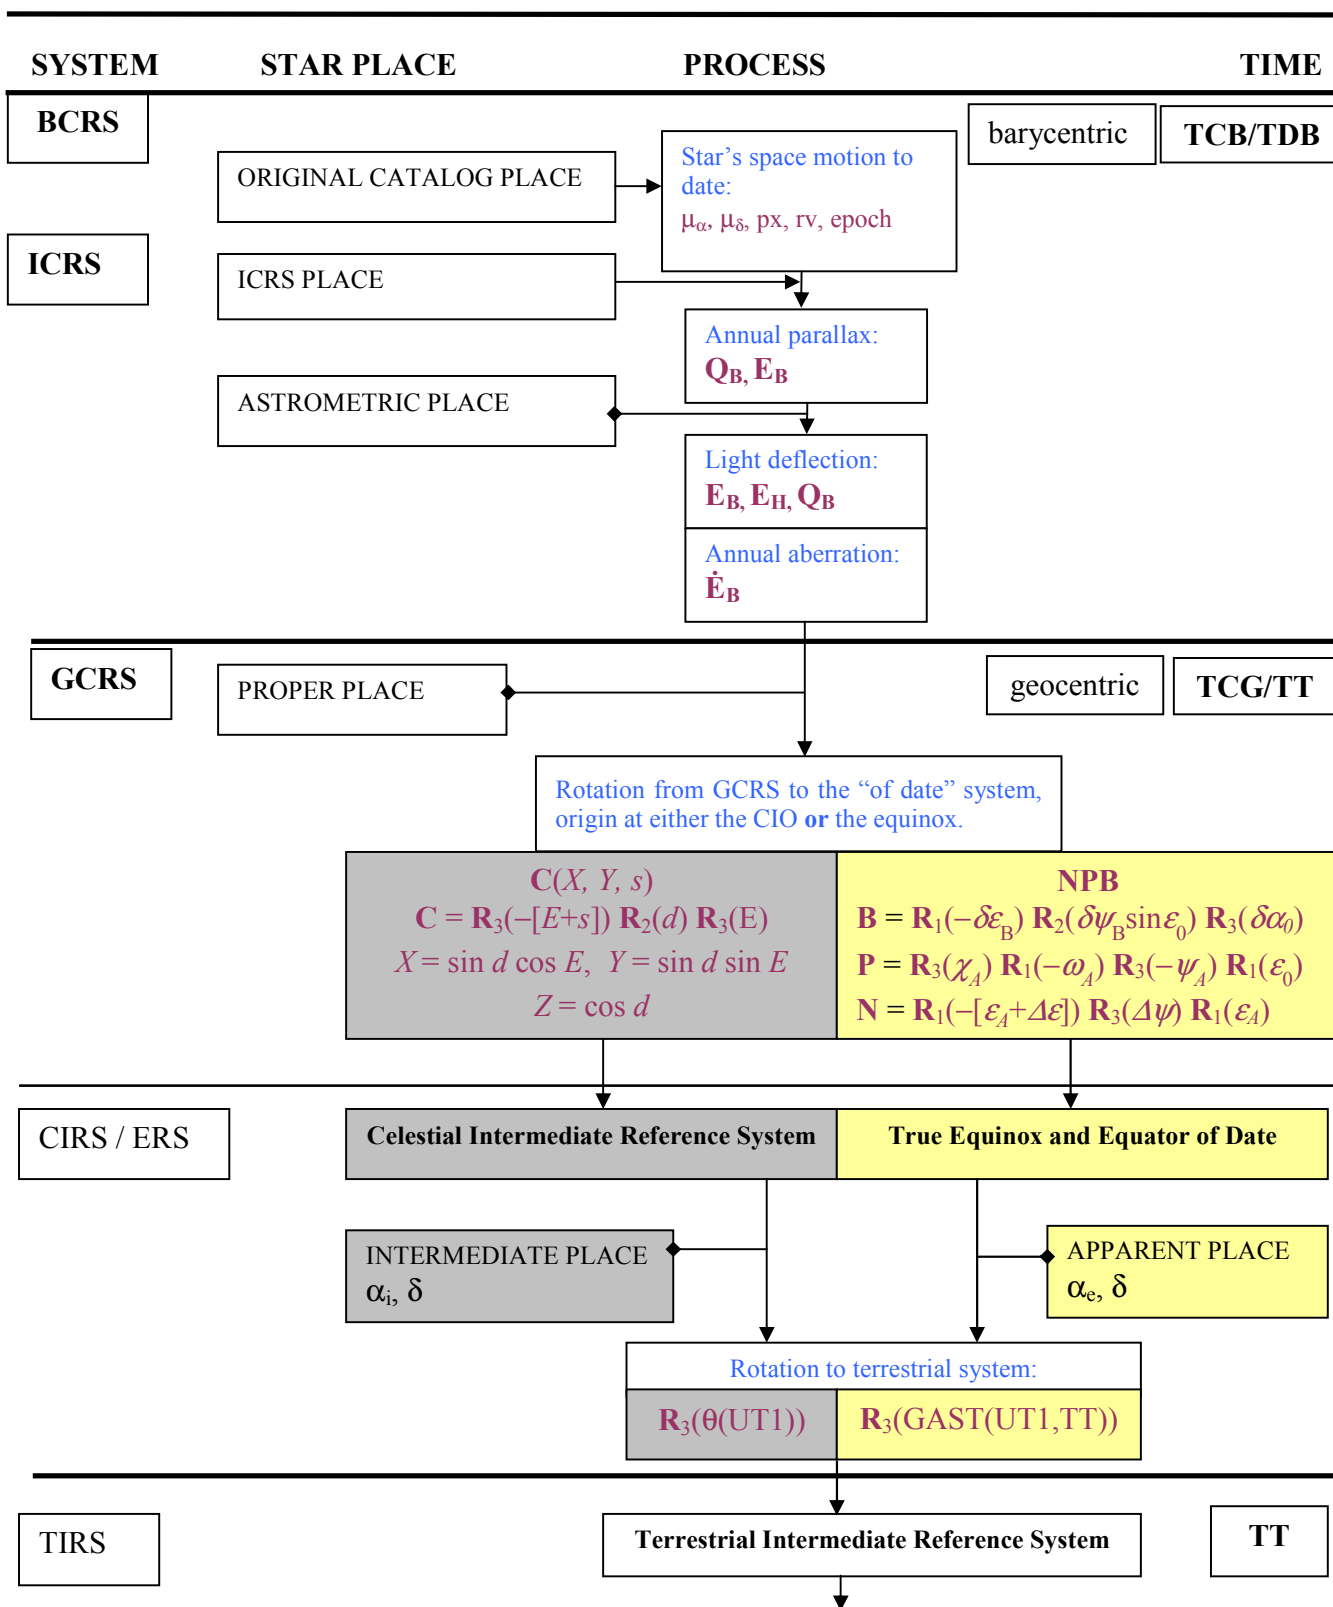 SYSTEM STAR PLACE PROCESS TIME
BCRS
barycentric
TCB/TDB
ORIGINAL CATALOG PLACE
Star's space motion to
date:
μα, μδ, px, rv, epoch
ICRS
ICRS PLACE
Annual parallax:
QB, EB
ASTROMETRIC PLACE
Light deflection:
EB, EH, QB
Annual aberration:
ĖB
GCRS
PROPER PLACE
geocentric
TCG/TT
Rotation from GCRS to the “of date” system,
origin at either the CIO or the equinox.
C(X, Y, s)
C = R3(−[E+s]) R2(d) R3(E)
X = sin d cos E, Y = sin d sin E
Z = cos d
NPB
B = R1(−δεB) R2(δψB sinε0) R3(δα0)
P = R3(χA) R1(−ωA) R3(−ψA) R1(ε0)
N = R1(−[εA+Δε]) R3(Δψ) R1(εA)
CIRS / ERS
Celestial Intermediate Reference System
True Equinox and Equator of Date
INTERMEDIATE PLACE
αi, δ
APPARENT PLACE
αe, δ
Rotation to terrestrial system:
R3(θ(UT1))
R3(GAST(UT1,TT))
TIRS
Terrestrial Intermediate Reference System
TT